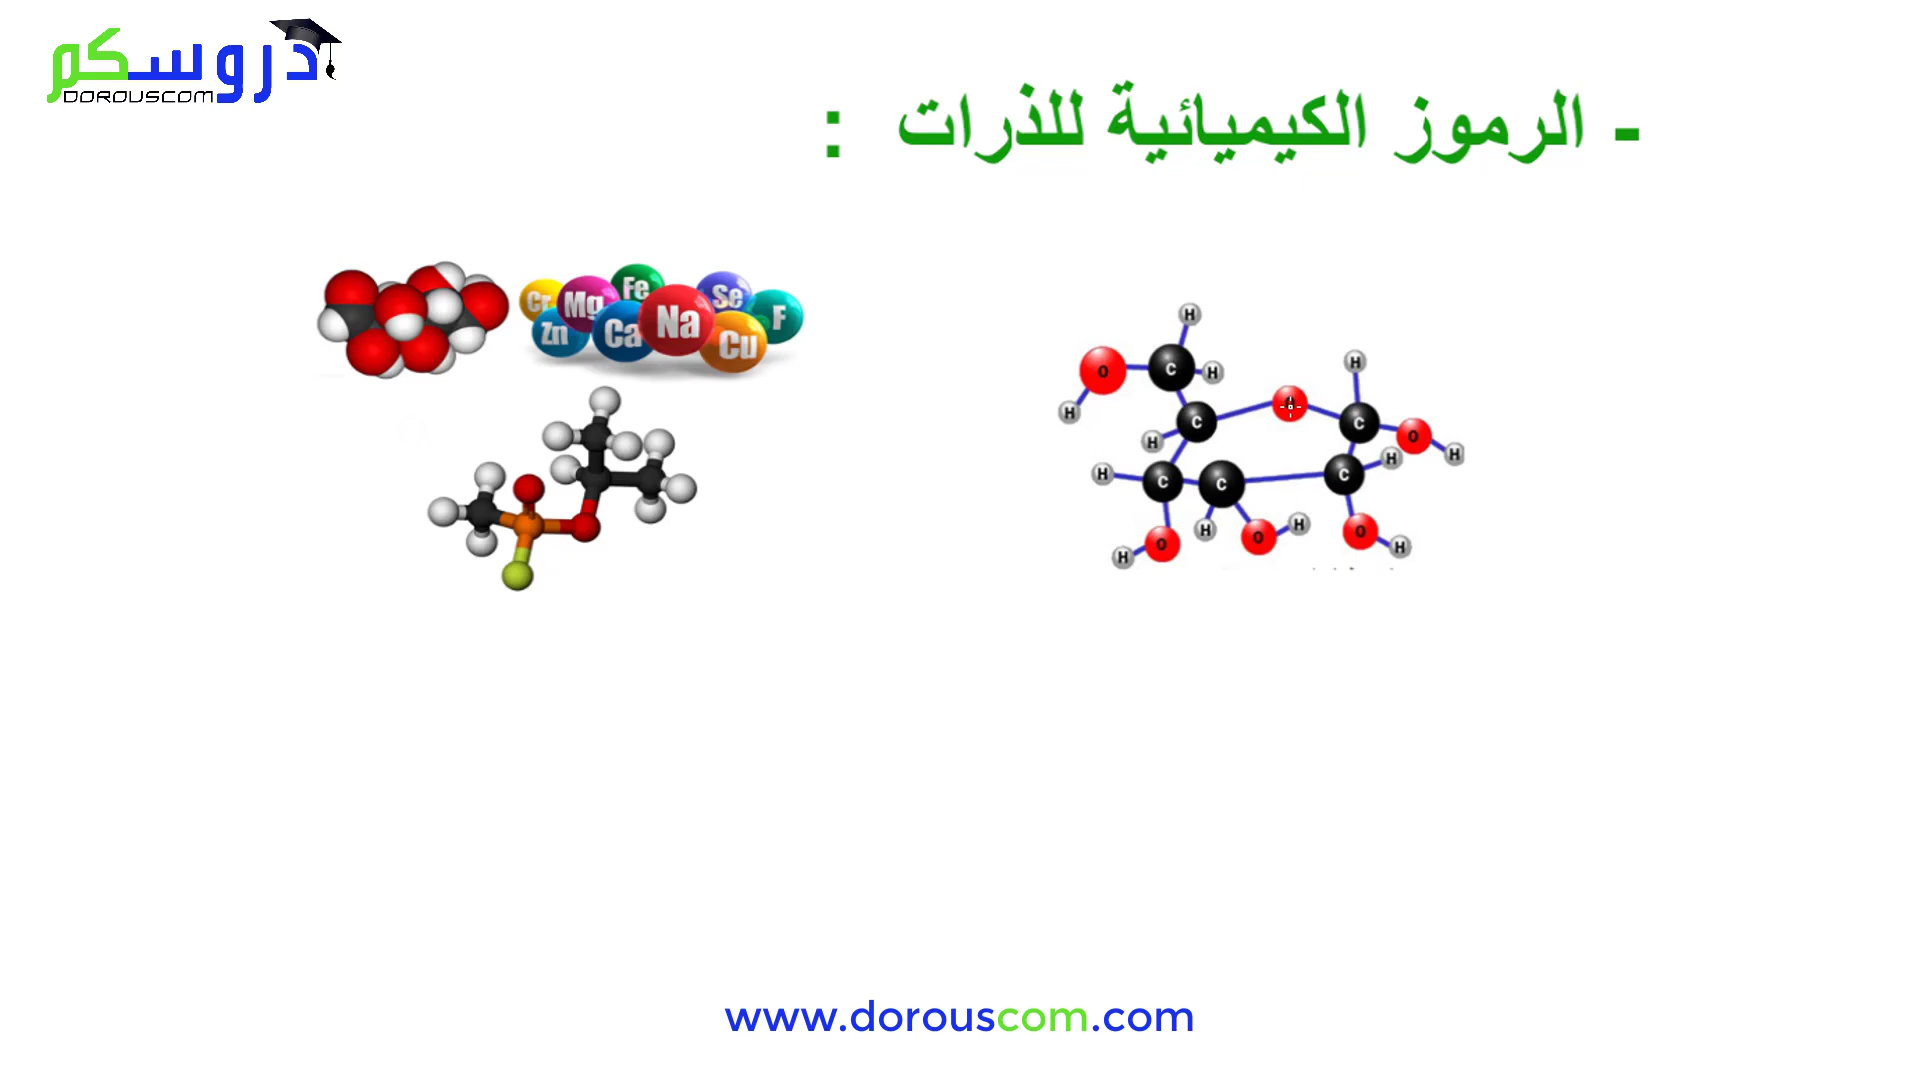 دروسكم
DOROUSCOM
- الرموز الكيميائية للذرات :
Cr Mg Fe Se F
Zn Ca Na Cu
H
O C H H
H C C O
H H H
H C C C
H O H
H O O
H
www.dorouscom.com